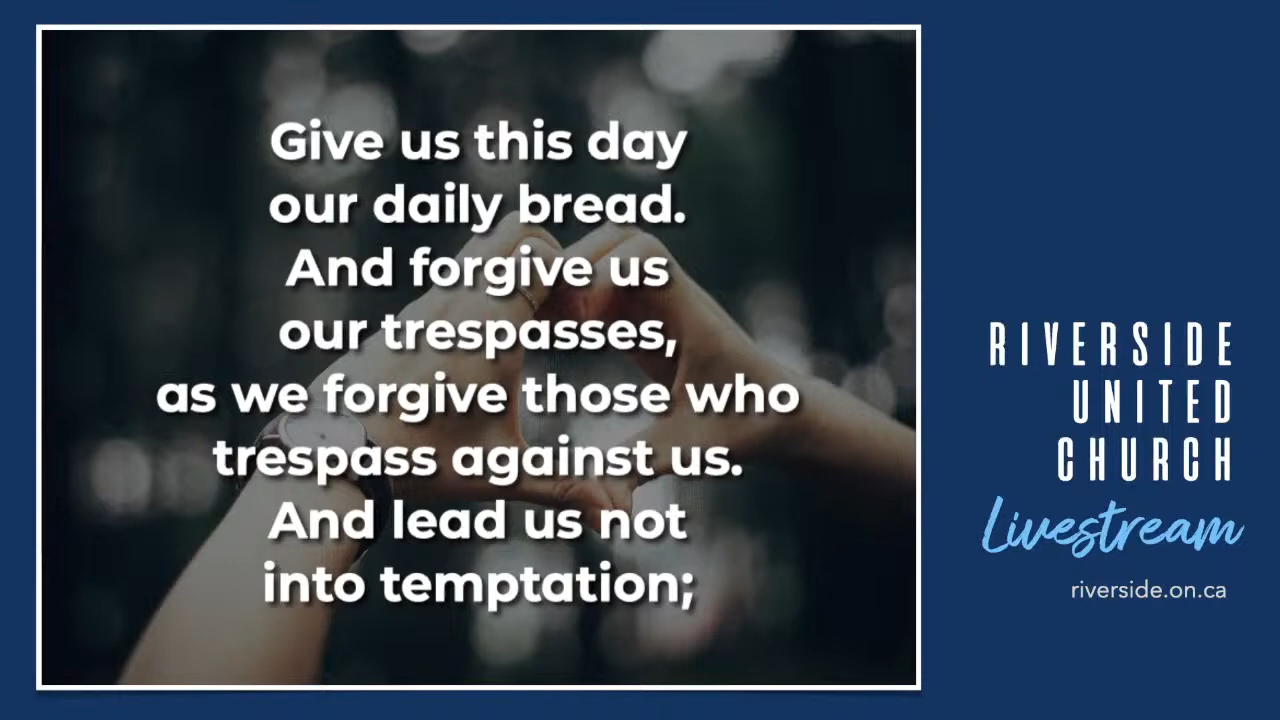 Give us this day
our daily bread.
And forgive us
our trespasses,
as we forgive those who
trespass against us.
And lead us not
into temptation;
RIVERSIDE
UNITED
CHURCH
Livestream
riverside.on.ca